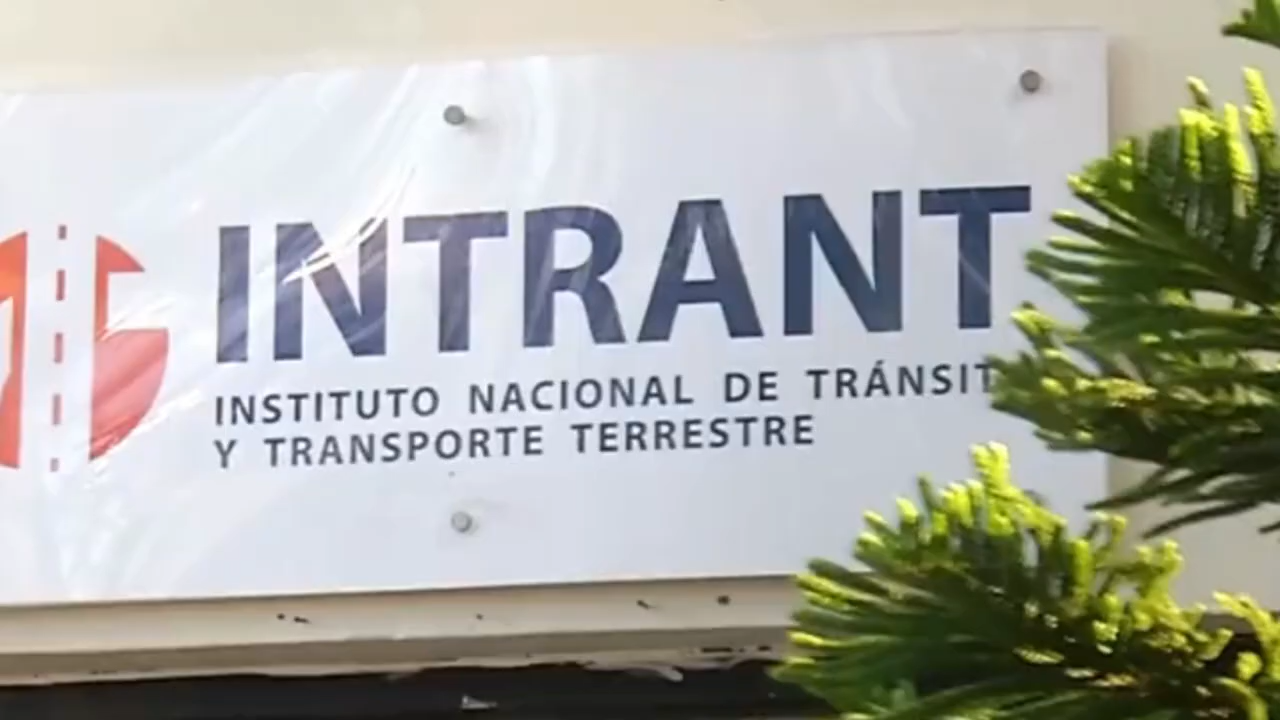 INTRANT
INSTITUTO NACIONAL DE TRÁNSIT
Y TRANSPORTE TERRESTRE